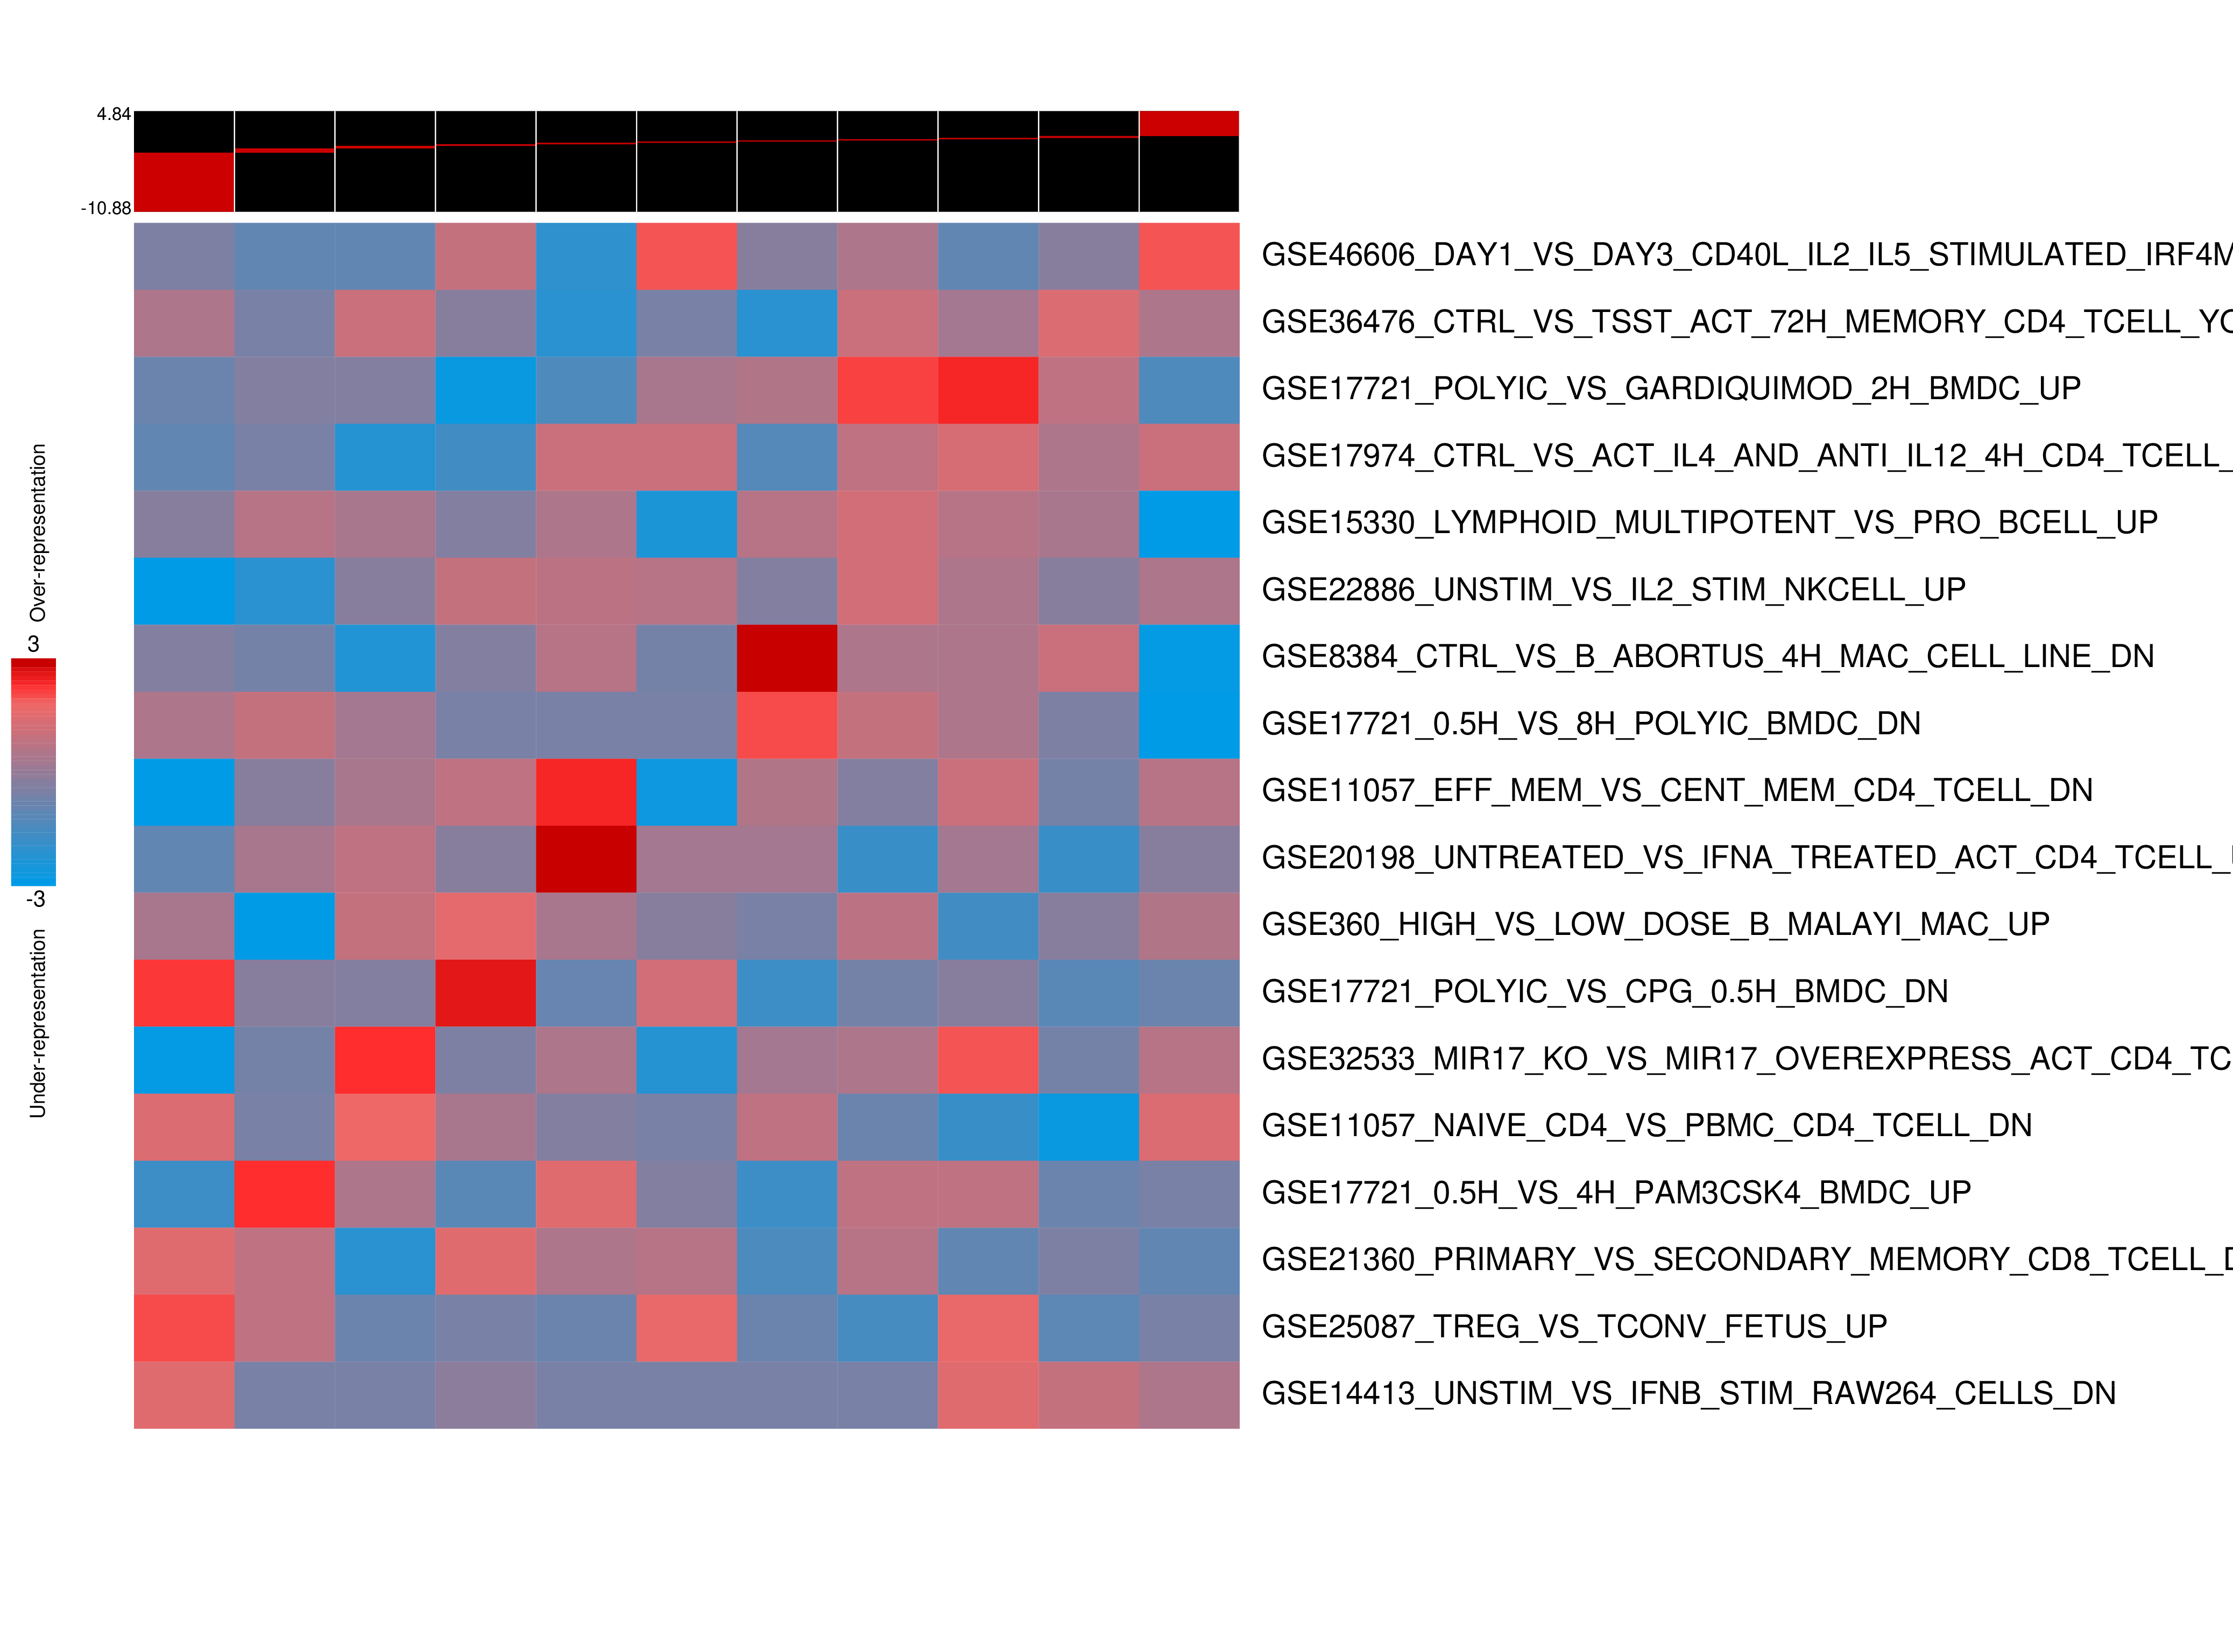 4.84
-10.88
GSE46606_DAY1_VS_DAY3_CD40L_IL2_IL5_STIMULATED_IRF4M
GSE36476_CTRL_VS_TSST_ACT_72H_MEMORY_CD4_TCELL_YO
GSE17721_POLYIC_VS_GARDIQUIMOD_2H_BMDC_UP
GSE17974_CTRL_VS_ACT_IL4_AND_ANTI_IL12_4H_CD4_TCELL_
GSE15330_LYMPHOID_MULTIPOTENT_VS_PRO_BCELL_UP
GSE22886_UNSTIM_VS_IL2_STIM_NKCELL_UP
GSE8384_CTRL_VS_B_ABORTUS_4H_MAC_CELL_LINE_DN
GSE17721_0.5H_VS_8H_POLYIC_BMDC_DN
GSE11057_EFF_MEM_VS_CENT_MEM_CD4_TCELL_DN
GSE20198_UNTREATED_VS_IFNA_TREATED_ACT_CD4_TCELL_
GSE360_HIGH_VS_LOW_DOSE_B_MALAYI_MAC_UP
GSE17721_POLYIC_VS_CPG_0.5H_BMDC_DN
GSE32533_MIR17_KO_VS_MIR17_OVEREXPRESS_ACT_CD4_TC
GSE11057_NAIVE_CD4_VS_PBMC_CD4_TCELL_DN
GSE17721_0.5H_VS_4H_PAM3CSK4_BMDC_UP
GSE21360_PRIMARY_VS_SECONDARY_MEMORY_CD8_TCELL_D
GSE25087_TREG_VS_TCONV_FETUS_UP
GSE14413_UNSTIM_VS_IFNB_STIM_RAW264_CELLS_DN
Over-representation
3
-3
Under-representation